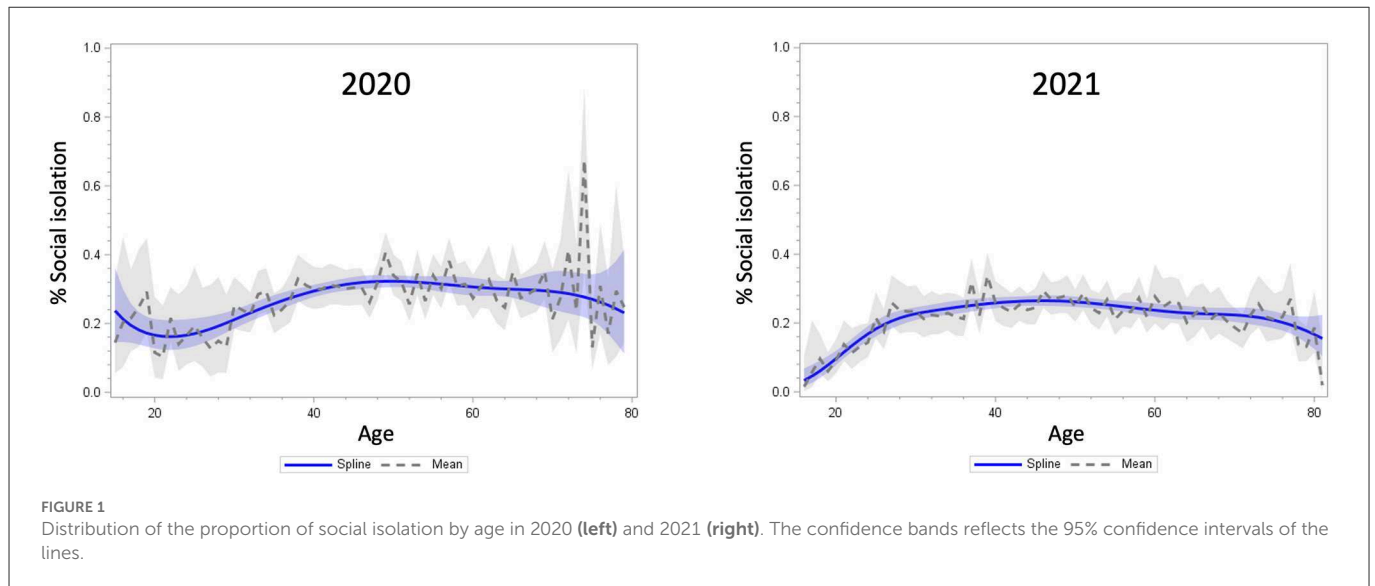 2020
% Social isolation
1.0
0.8
0.6
0.4
0.2
0.0
20
40
60
80
Age
Spline
Mean
2021
% Social isolation
1.0
0.8
0.6
0.4
0.2
0.0
20
40
60
80
Age
Spline
Mean
FIGURE 1
Distribution of the proportion of social isolation by age in 2020 (left) and 2021 (right). The confidence bands reflects the 95% confidence intervals of the
lines.